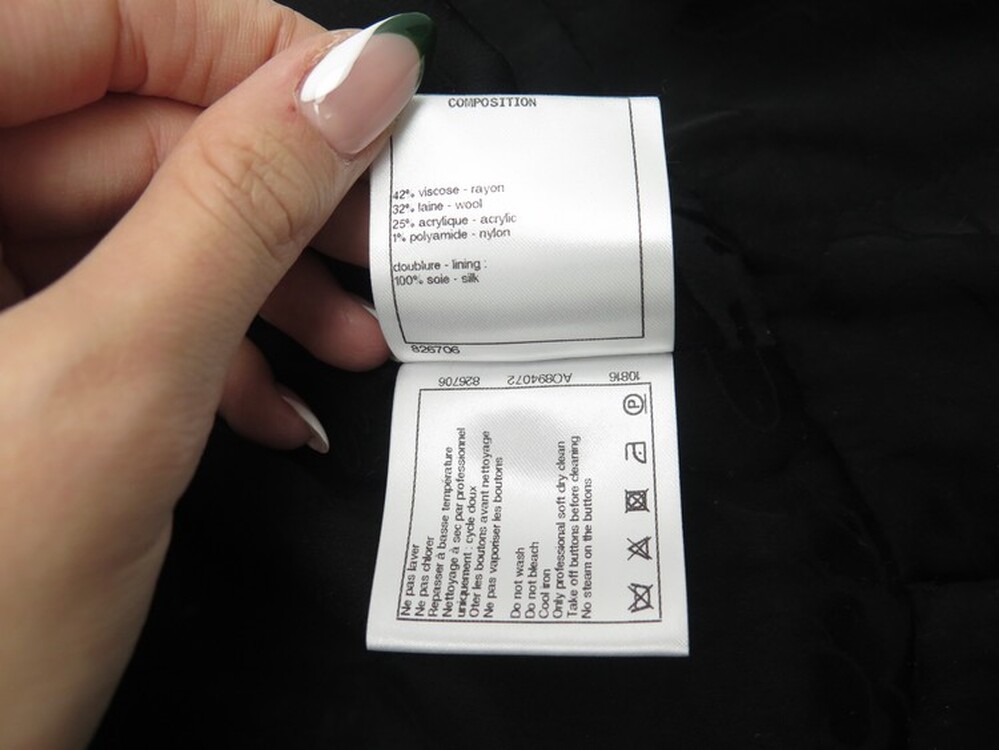 COMPOSITION
42% viscose - rayon
32% laine - wool
25% acrylique - acrylic
1% polyamide - nylon
doublure - lining :
100% soie - silk
826706
10816 AO894072 826706
Ne pas laver
Ne pas chlorer
Repasser à basse température
Nettoyage à sec par professionnel
uniquement : cycle doux
Oter les boutons avant nettoyage
Ne pas vaporiser les boutons
Do not wash
Do not bleach
Cool iron
Only professional soft dry clean
Take off buttons before cleaning
No steam on the buttons
P